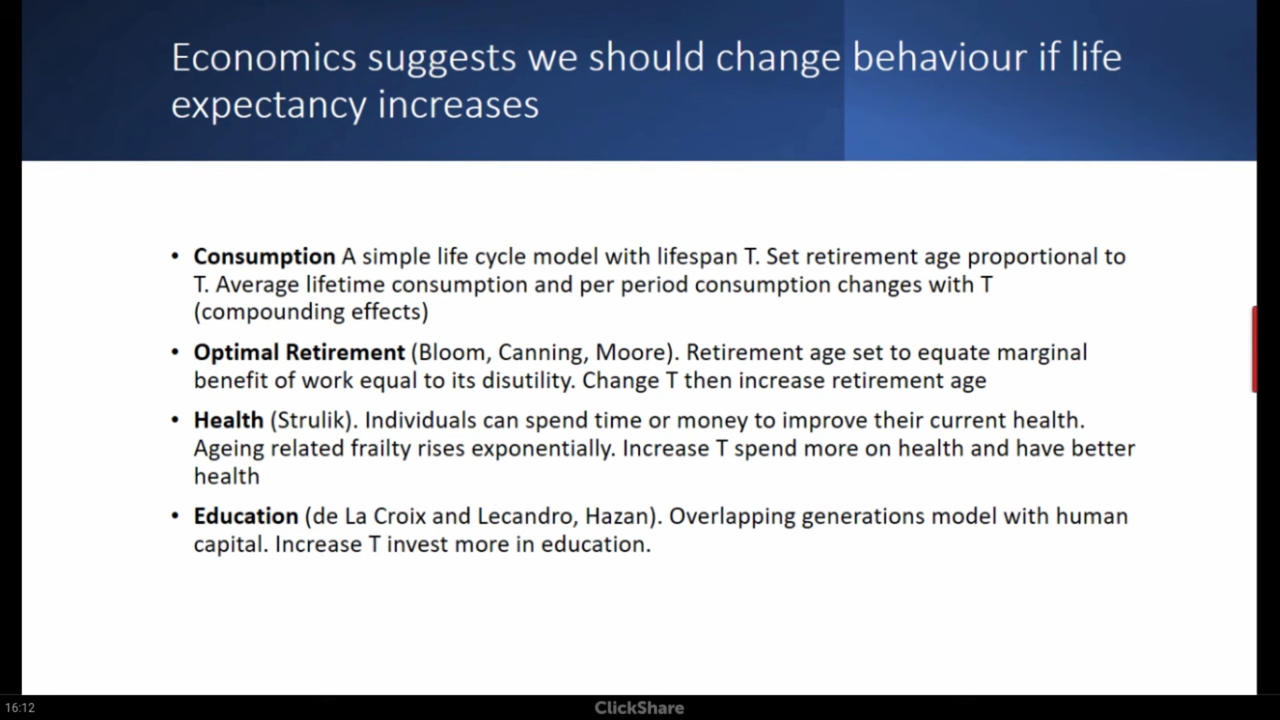 Economics suggests we should change behaviour if life
expectancy increases
• Consumption A simple life cycle model with lifespan T. Set retirement age proportional to
T. Average lifetime consumption and per period consumption changes with T
(compounding effects)
• Optimal Retirement (Bloom, Canning, Moore). Retirement age set to equate marginal
benefit of work equal to its disutility. Change T then increase retirement age
• Health (Strulik). Individuals can spend time or money to improve their current health.
Ageing related frailty rises exponentially. Increase T spend more on health and have better
health
• Education (de La Croix and Lecandro, Hazan). Overlapping generations model with human
capital. Increase T invest more in education.
16:12
ClickShare